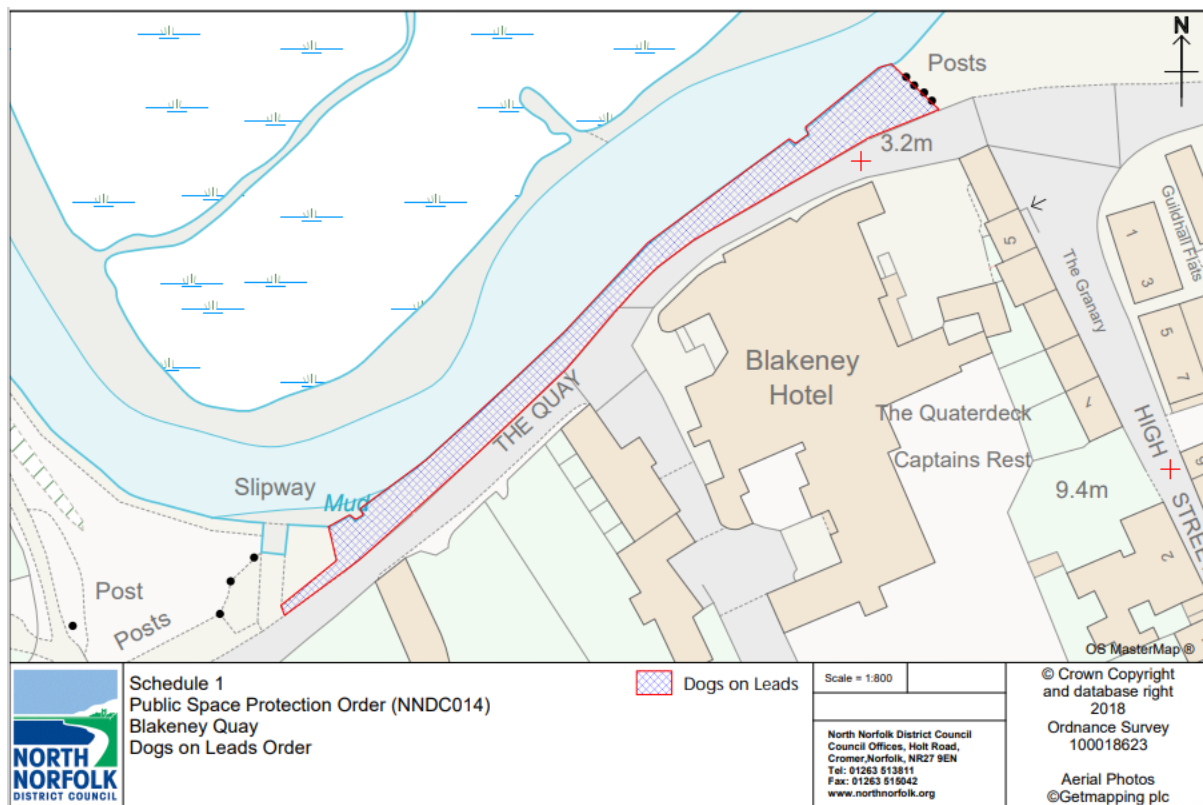 N
Posts
3.2m
Guildhall Flats
1
3
5
The Granary
5
7
Blakeney
Hotel
THE QUAY
The Quaterdeck
1
Captains Rest
HIGH STREE
Slipway
Mud
9.4m
6
2
Post
Posts
OS MasterMap ®
NORTH
NORFOLK
DISTRICT COUNCIL
Schedule 1
Public Space Protection Order (NNDC014)
Blakeney Quay
Dogs on Leads Order
Dogs on Leads
Scale = 1:800
North Norfolk District Council
Council Offices, Holt Road,
Cromer,Norfolk, NR27 9EN
Tel: 01263 513811
Fax: 01263 515042
www.northnorfolk.org
© Crown Copyright
and database right
2018
Ordnance Survey
100018623
Aerial Photos
©Getmapping plc